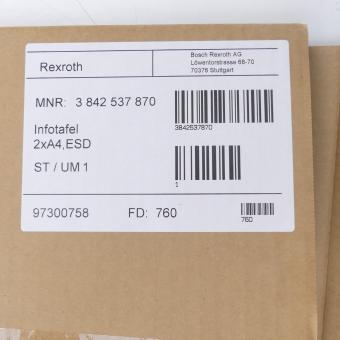 Rexroth
Bosch Rexroth AG
Löwentorstrasse 68-70
70376 Stuttgart
MNR: 3 842 537 870
3842537870
Infotafel
2xA4,ESD
ST / UM 1
1
97300758 FD: 760
760